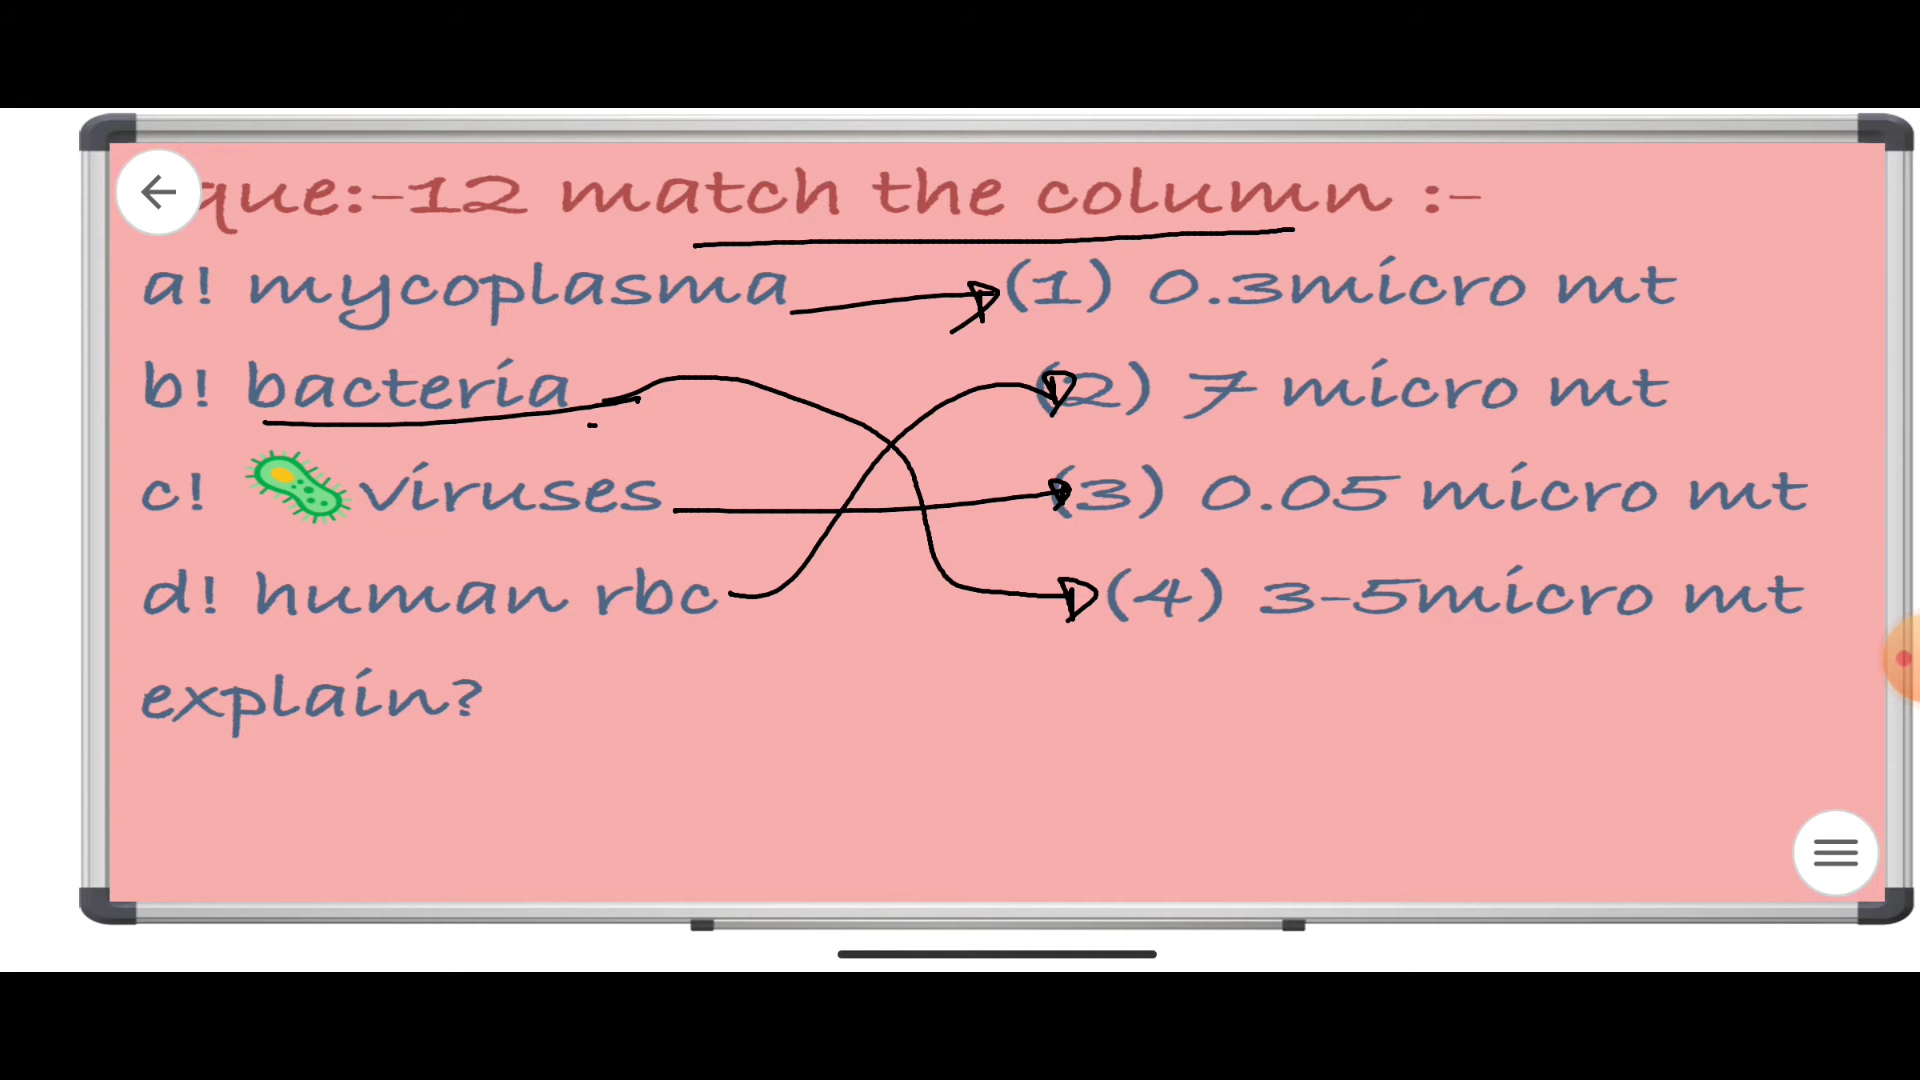 que:-12 match the column :-
a! mycoplasma (1) 0.3micro mt
b! bacteria (2) 7 micro mt
c! viruses (3) 0.05 micro mt
d! human rbc (4) 3-5micro mt
explain?